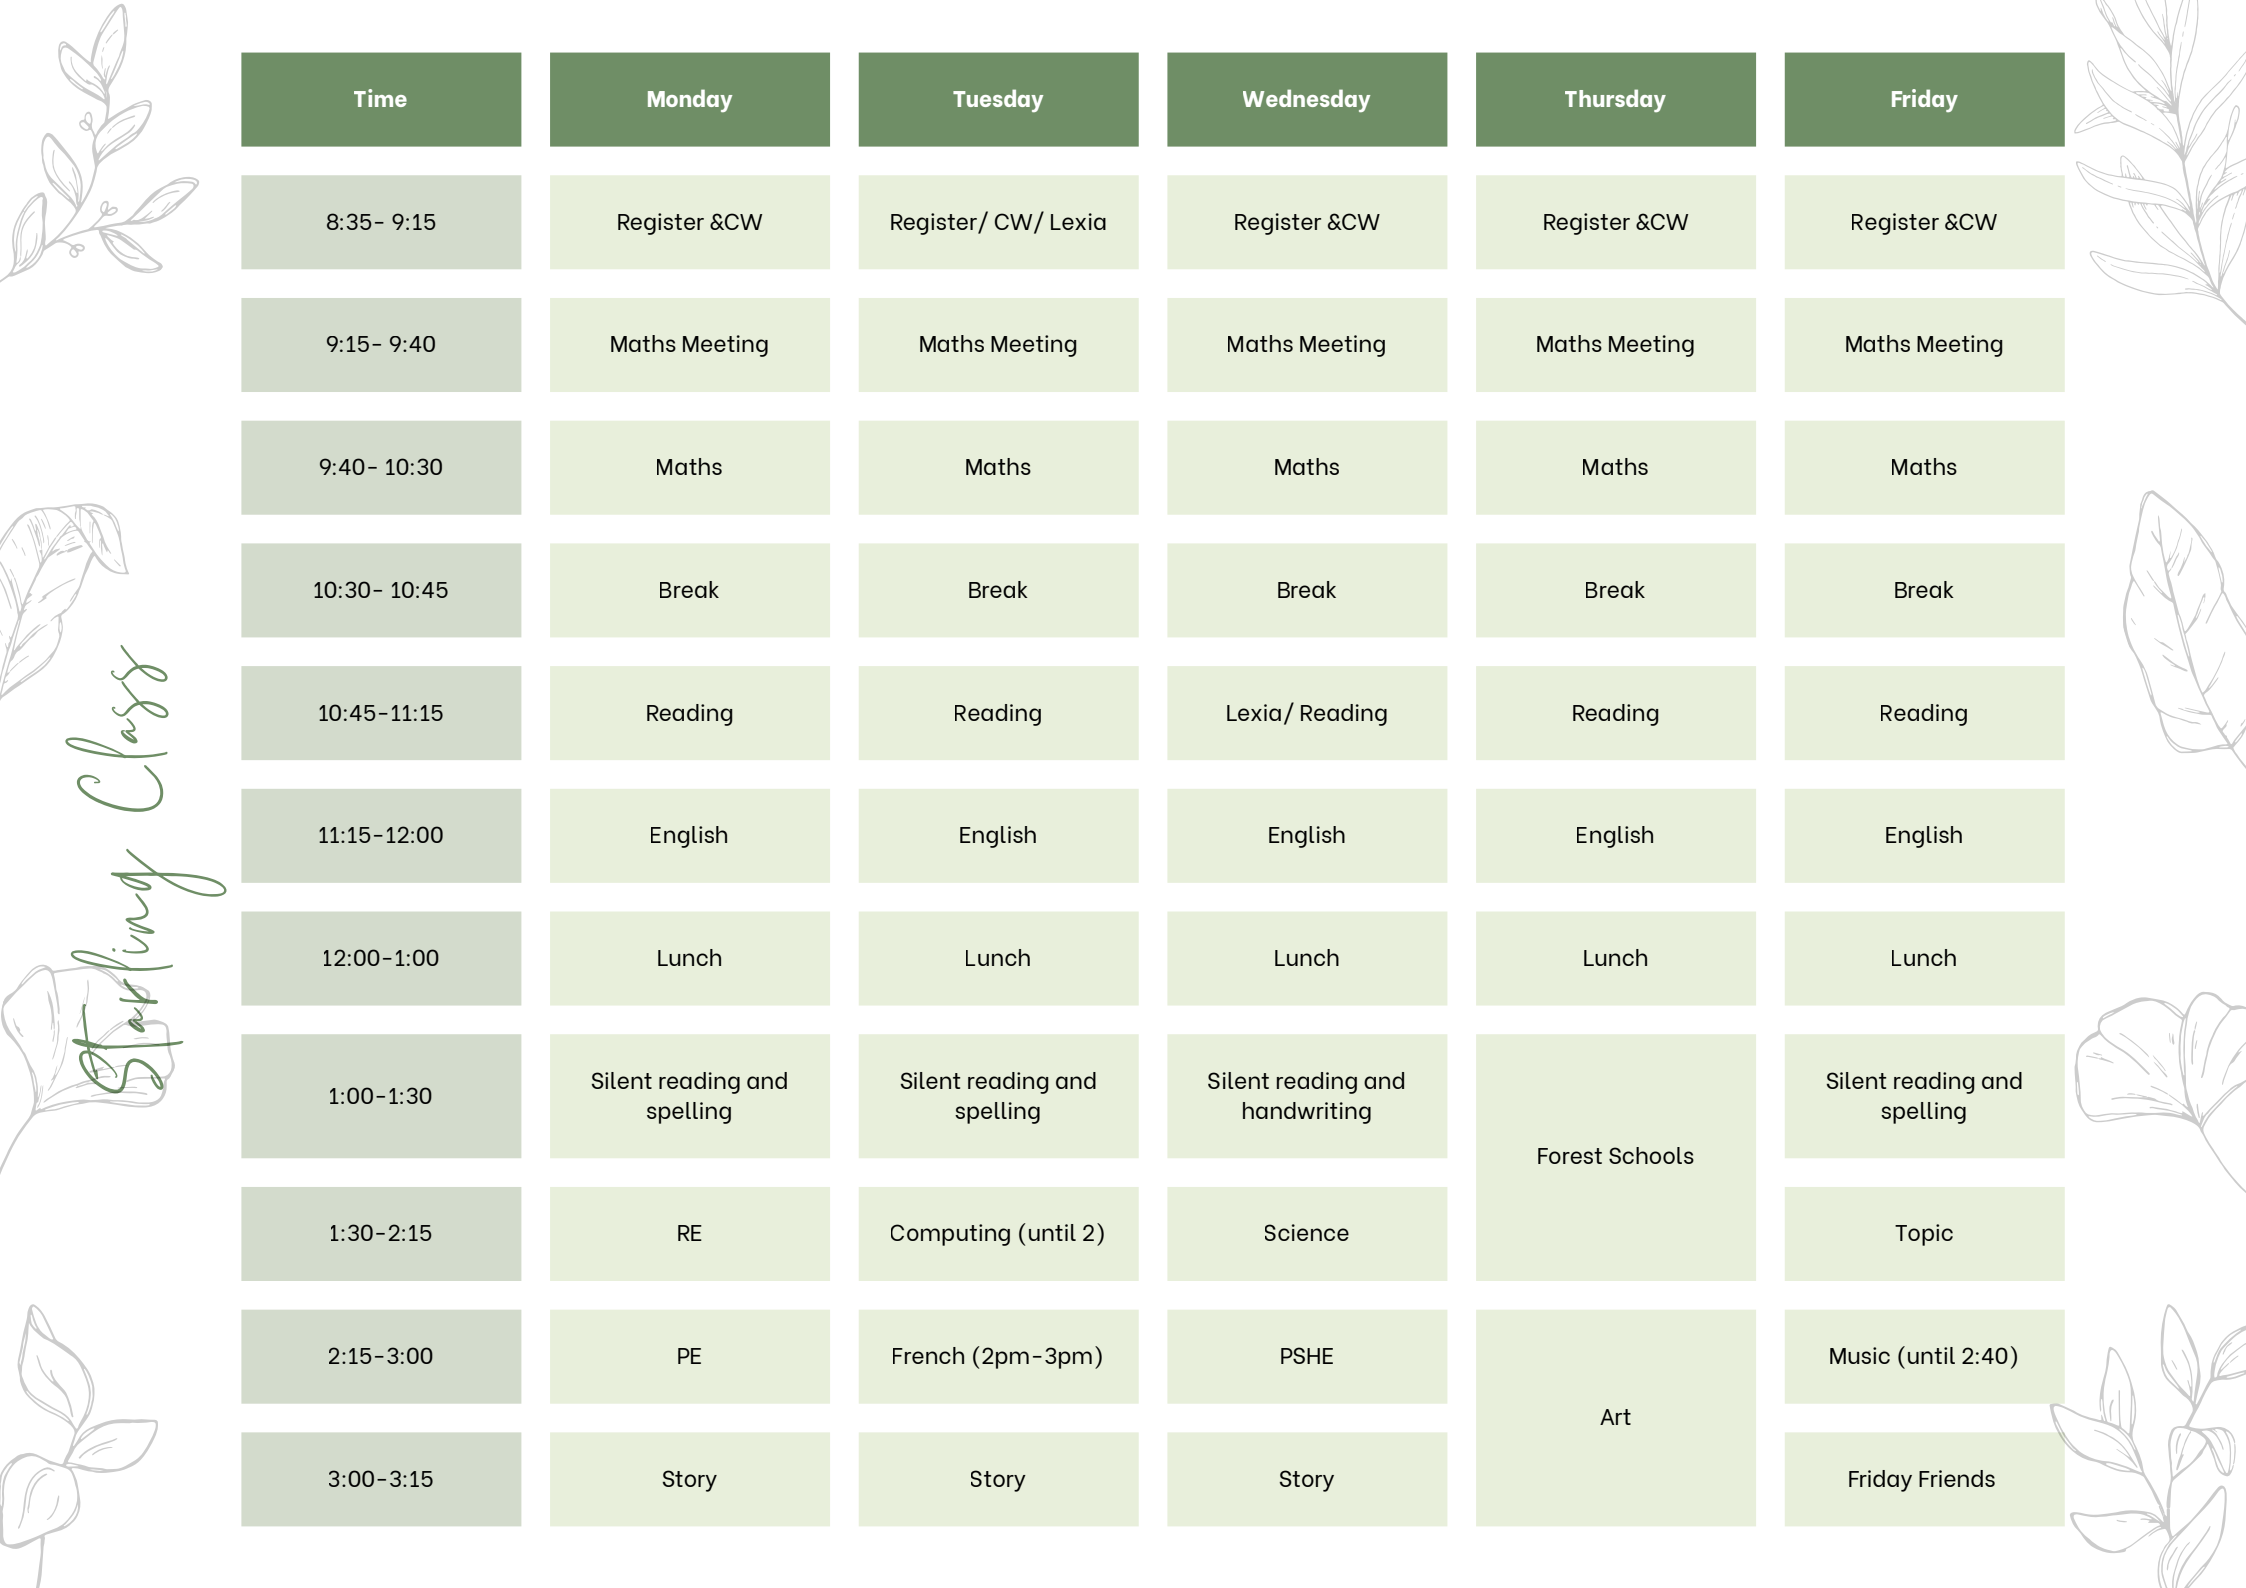 Starling Class
Time Monday Tuesday Wednesday Thursday Friday
8:35- 9:15 Register &CW Register/ CW/ Lexia Register &CW Register &CW Register &CW
9:15- 9:40 Maths Meeting Maths Meeting Maths Meeting Maths Meeting Maths Meeting
9:40- 10:30 Maths Maths Maths Maths Maths
10:30- 10:45 Break Break Break Break Break
10:45-11:15 Reading Reading Lexia/ Reading Reading Reading
11:15-12:00 English English English English English
12:00-1:00 Lunch Lunch Lunch Lunch Lunch
1:00-1:30 Silent reading and spelling Silent reading and spelling Silent reading and handwriting Forest Schools Silent reading and spelling
1:30-2:15 RE Computing (until 2) Science Topic
2:15-3:00 PE French (2pm-3pm) PSHE Art Music (until 2:40)
3:00-3:15 Story Story Story Friday Friends